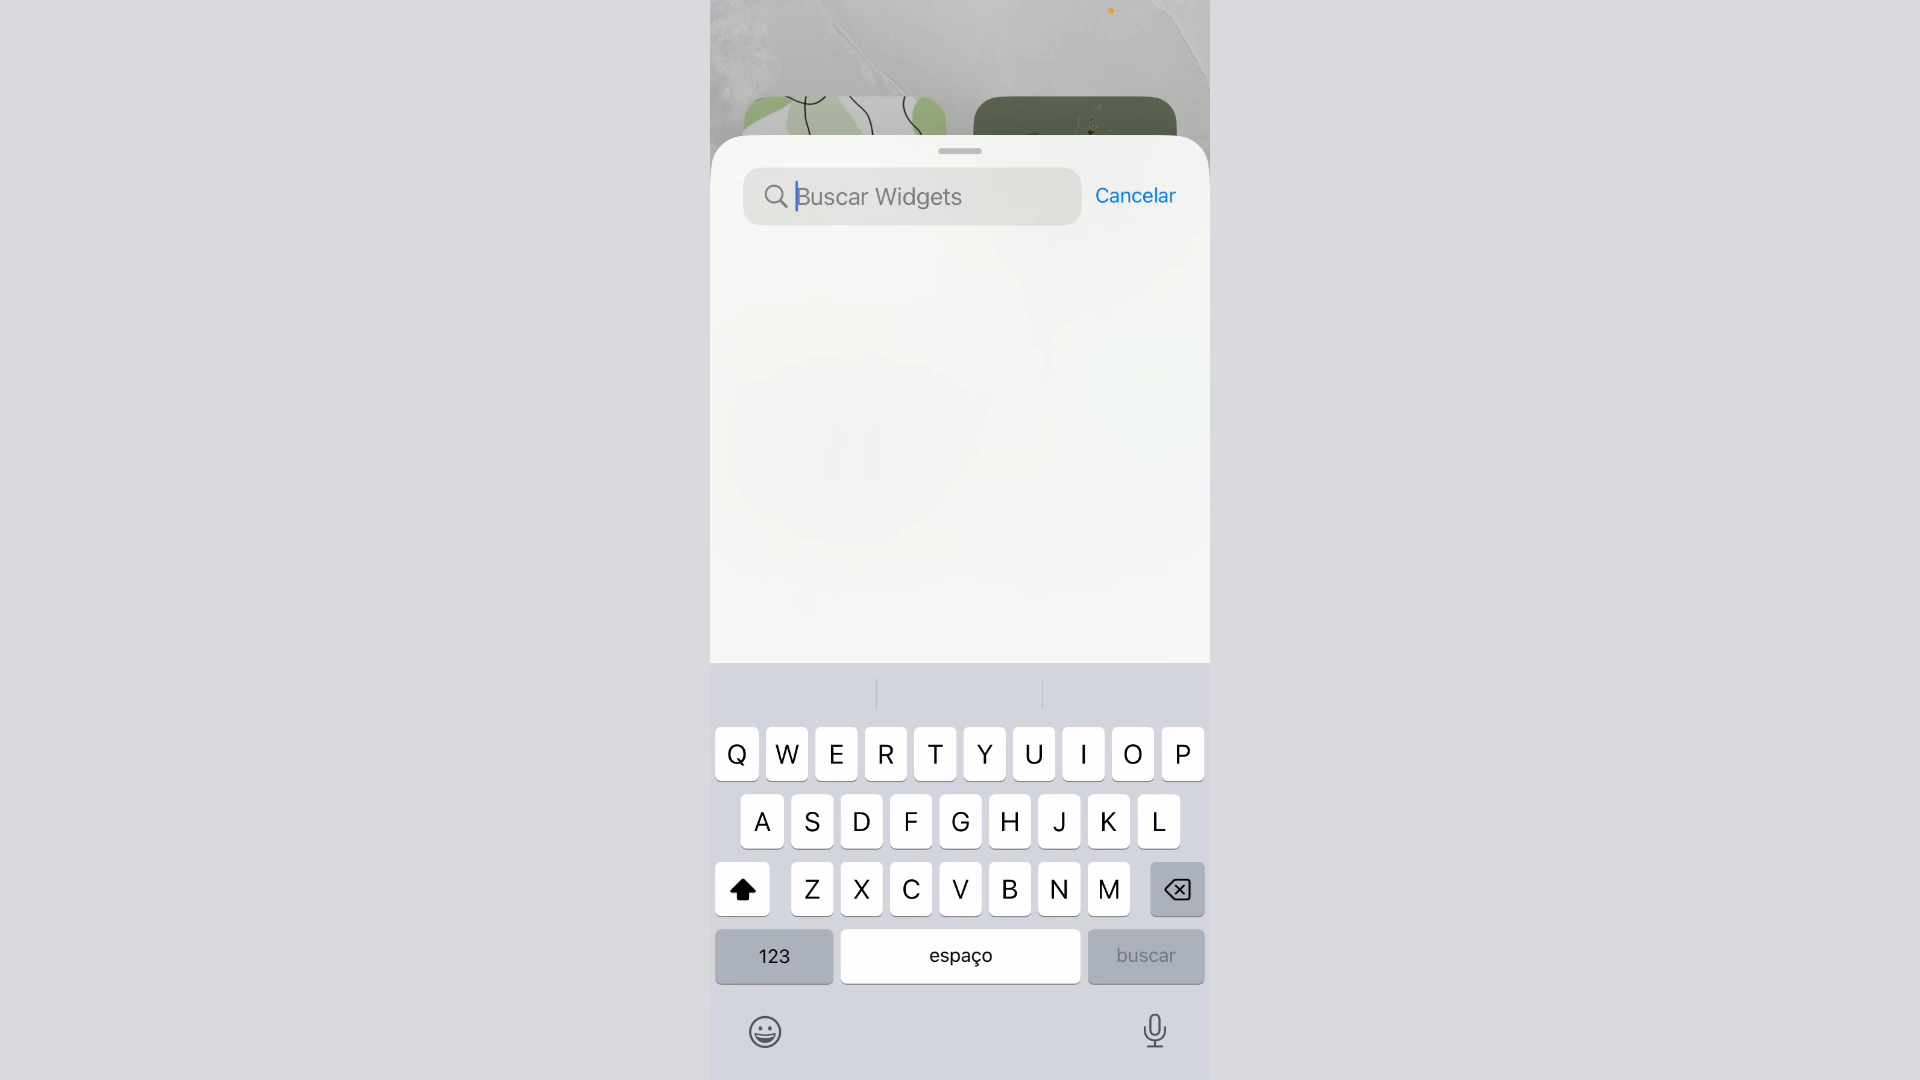 Buscar Widgets
Cancelar
Q W E R T Y U I O P
A S D F G H J K L
Z X C V B N M
123 espaço buscar